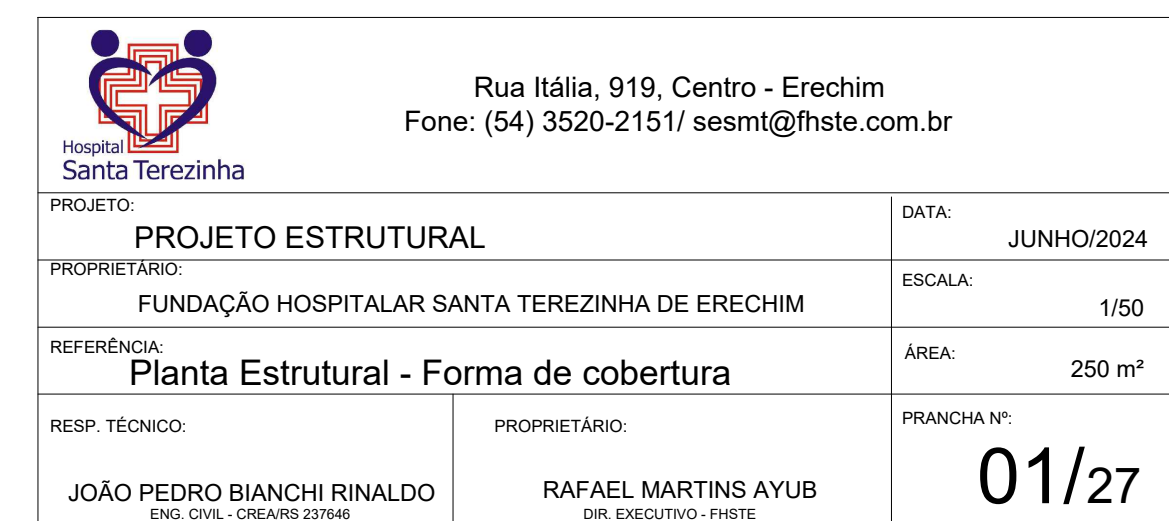 Hospital
Santa Terezinha
Rua Itália, 919, Centro - Erechim
Fone: (54) 3520-2151/ sesmt@fhste.com.br
PROJETO:
PROJETO ESTRUTURAL
DATA:
JUNHO/2024
PROPRIETÁRIO:
FUNDAÇÃO HOSPITALAR SANTA TEREZINHA DE ERECHIM
ESCALA:
1/50
REFERÊNCIA:
Planta Estrutural - Forma de cobertura
ÁREA:
250 m²
RESP. TÉCNICO:
JOÃO PEDRO BIANCHI RINALDO
ENG. CIVIL - CREA/RS 237646
PROPRIETÁRIO:
RAFAEL MARTINS AYUB
DIR. EXECUTIVO - FHSTE
PRANCHA Nº:
01/27